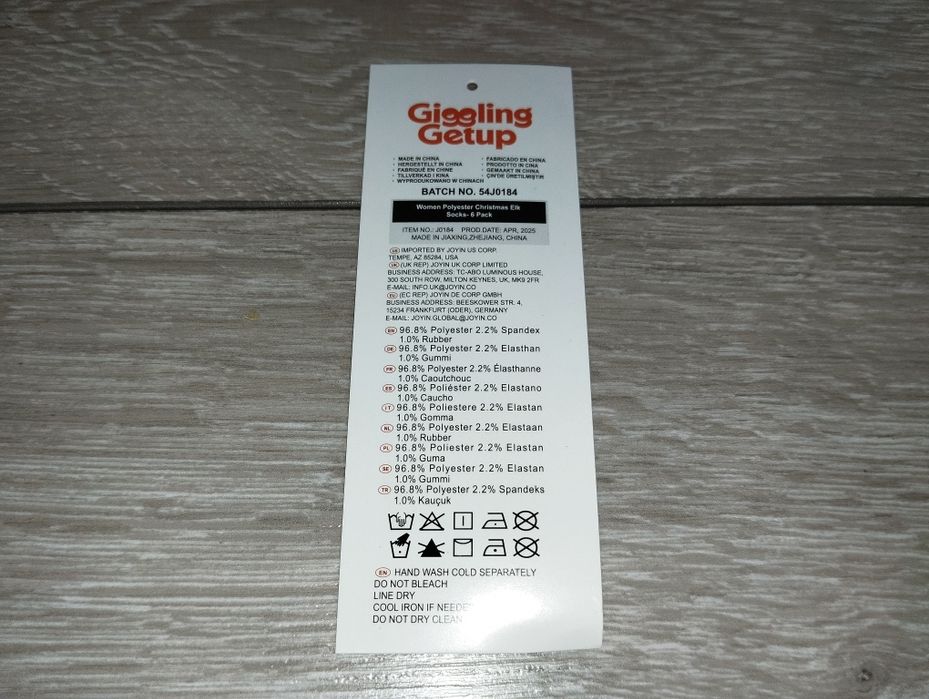 Giggling
Getup
· MADE IN CHINA
· HERGESTELLT IN CHINA
· FABRIQUÉ EN CHINE
· TILLVERKAD I KINA
· WYPRODUKOWANO W CHINACH
· FABRICADO EN CHINA
· PRODOTTO IN CINA
· GEMAAKT IN CHINA
· ÇIN'DE ÜRETILMIŞTIR
BATCH NO. 54J0184
Women Polyester Christmas Elk
Socks- 6 Pack
ITEM NO.: J0184 PROD.DATE: APR, 2025
MADE IN JIAXING,ZHEJIANG, CHINA
US IMPORTED BY JOYIN US CORP.
TEMPE, AZ 85284, USA
UK (UK REP) JOYIN UK CORP LIMITED
BUSINESS ADDRESS: TC-ABO LUMINOUS HOUSE,
300 SOUTH ROW, MILTON KEYNES, UK, MK9 2FR
E-MAIL: INFO.UK@JOYIN.CO
EU (EC REP) JOYIN DE CORP GMBH
BUSINESS ADDRESS: BEESKOWER STR. 4,
15234 FRANKFURT (ODER), GERMANY
E-MAIL: JOYIN.GLOBAL@JOYIN.CO
EN 96.8% Polyester 2.2% Spandex
1.0% Rubber
DE 96.8% Polyester 2.2% Elasthan
1.0% Gummi
FR 96.8% Polyester 2.2% Élasthanne
1.0% Caoutchouc
ES 96.8% Poliéster 2.2% Elastano
1.0% Caucho
IT 96.8% Poliestere 2.2% Elastan
1.0% Gomma
NL 96.8% Polyester 2.2% Elastaan
1.0% Rubber
PL 96.8% Poliester 2.2% Elastan
1.0% Guma
SE 96.8% Polyester 2.2% Elastan
1.0% Gummi
TR 96.8% Polyester 2.2% Spandeks
1.0% Kauçuk
EN HAND WASH COLD SEPARATELY
DO NOT BLEACH
LINE DRY
COOL IRON IF NEEDE
DO NOT DRY CLEAN